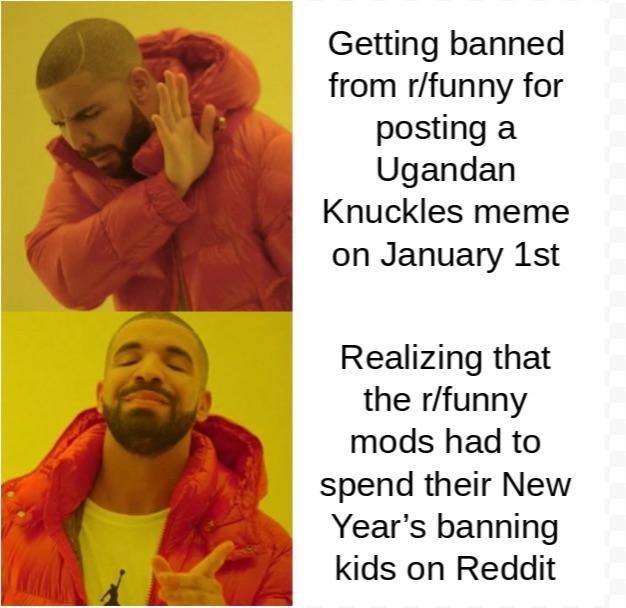 Getting banned
from r/funny for
posting a
Ugandan
Knuckles meme
on January 1st
Realizing that
the r/funny
mods had to
spend their New
Year’s banning
kids on Reddit